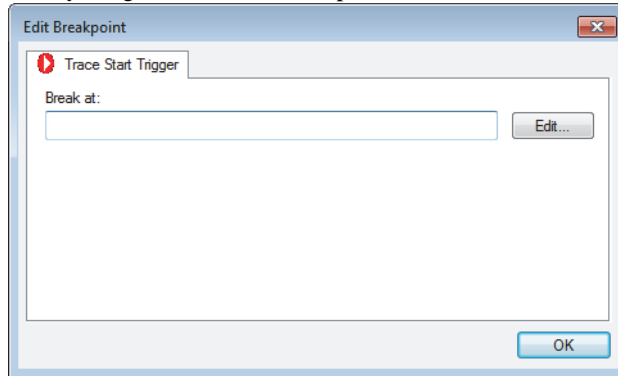 Edit Breakpoint
Trace Start Trigger
Break at:
Edit...
OK